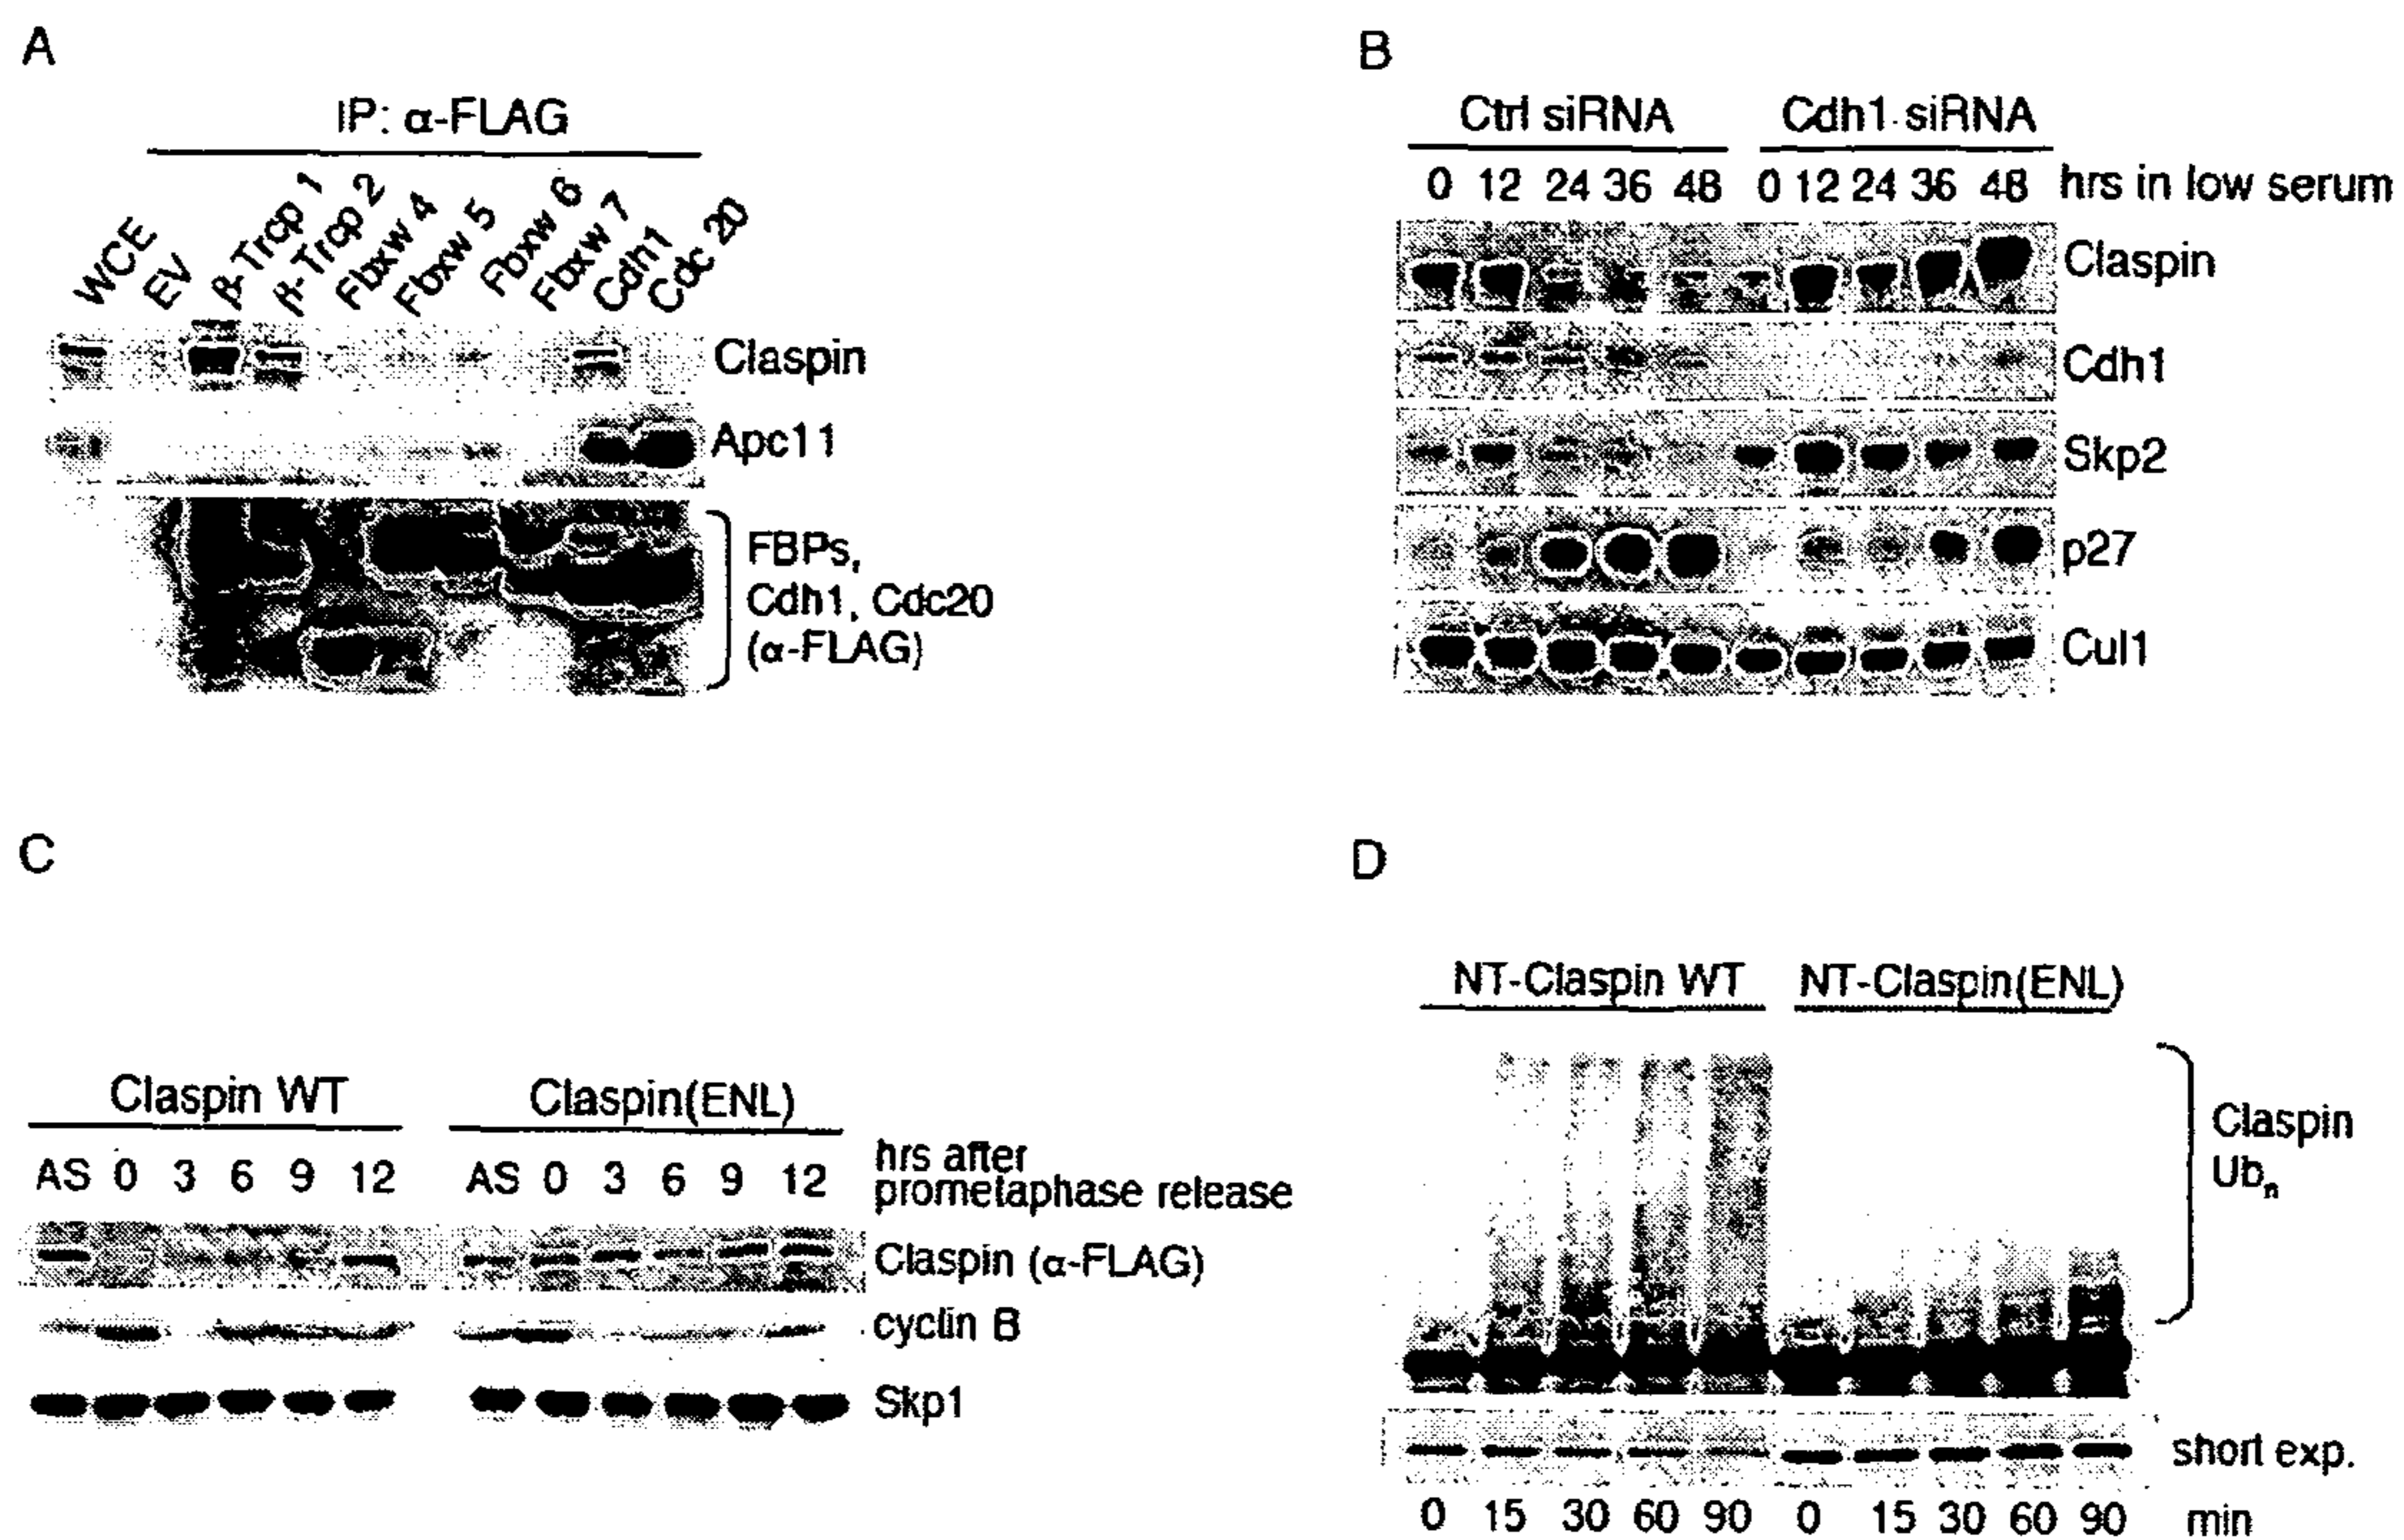 A
IP: α-FLAG
WCE
EV
β-Trcp 1
β-Trcp 2
Fbxw 4
Fbxw 5
Fbxw 6
Fbxw 7
Cdh1
Cdc 20
Claspin
Apc11
FBPs,
Cdh1, Cdc20
(α-FLAG)
B
Ctrl siRNA Cdh1 siRNA
0 12 24 36 48 0 12 24 36 48 hrs in low serum
Claspin
Cdh1
Skp2
p27
Cul1
C
Claspin WT Claspin(ENL)
AS 0 3 6 9 12 AS 0 3 6 9 12 hrs after
prometaphase release
Claspin (α-FLAG)
cyclin B
Skp1
D
NT-Claspin WT NT-Claspin(ENL)
Claspin
Ubn
short exp.
0 15 30 60 90 0 15 30 60 90 min